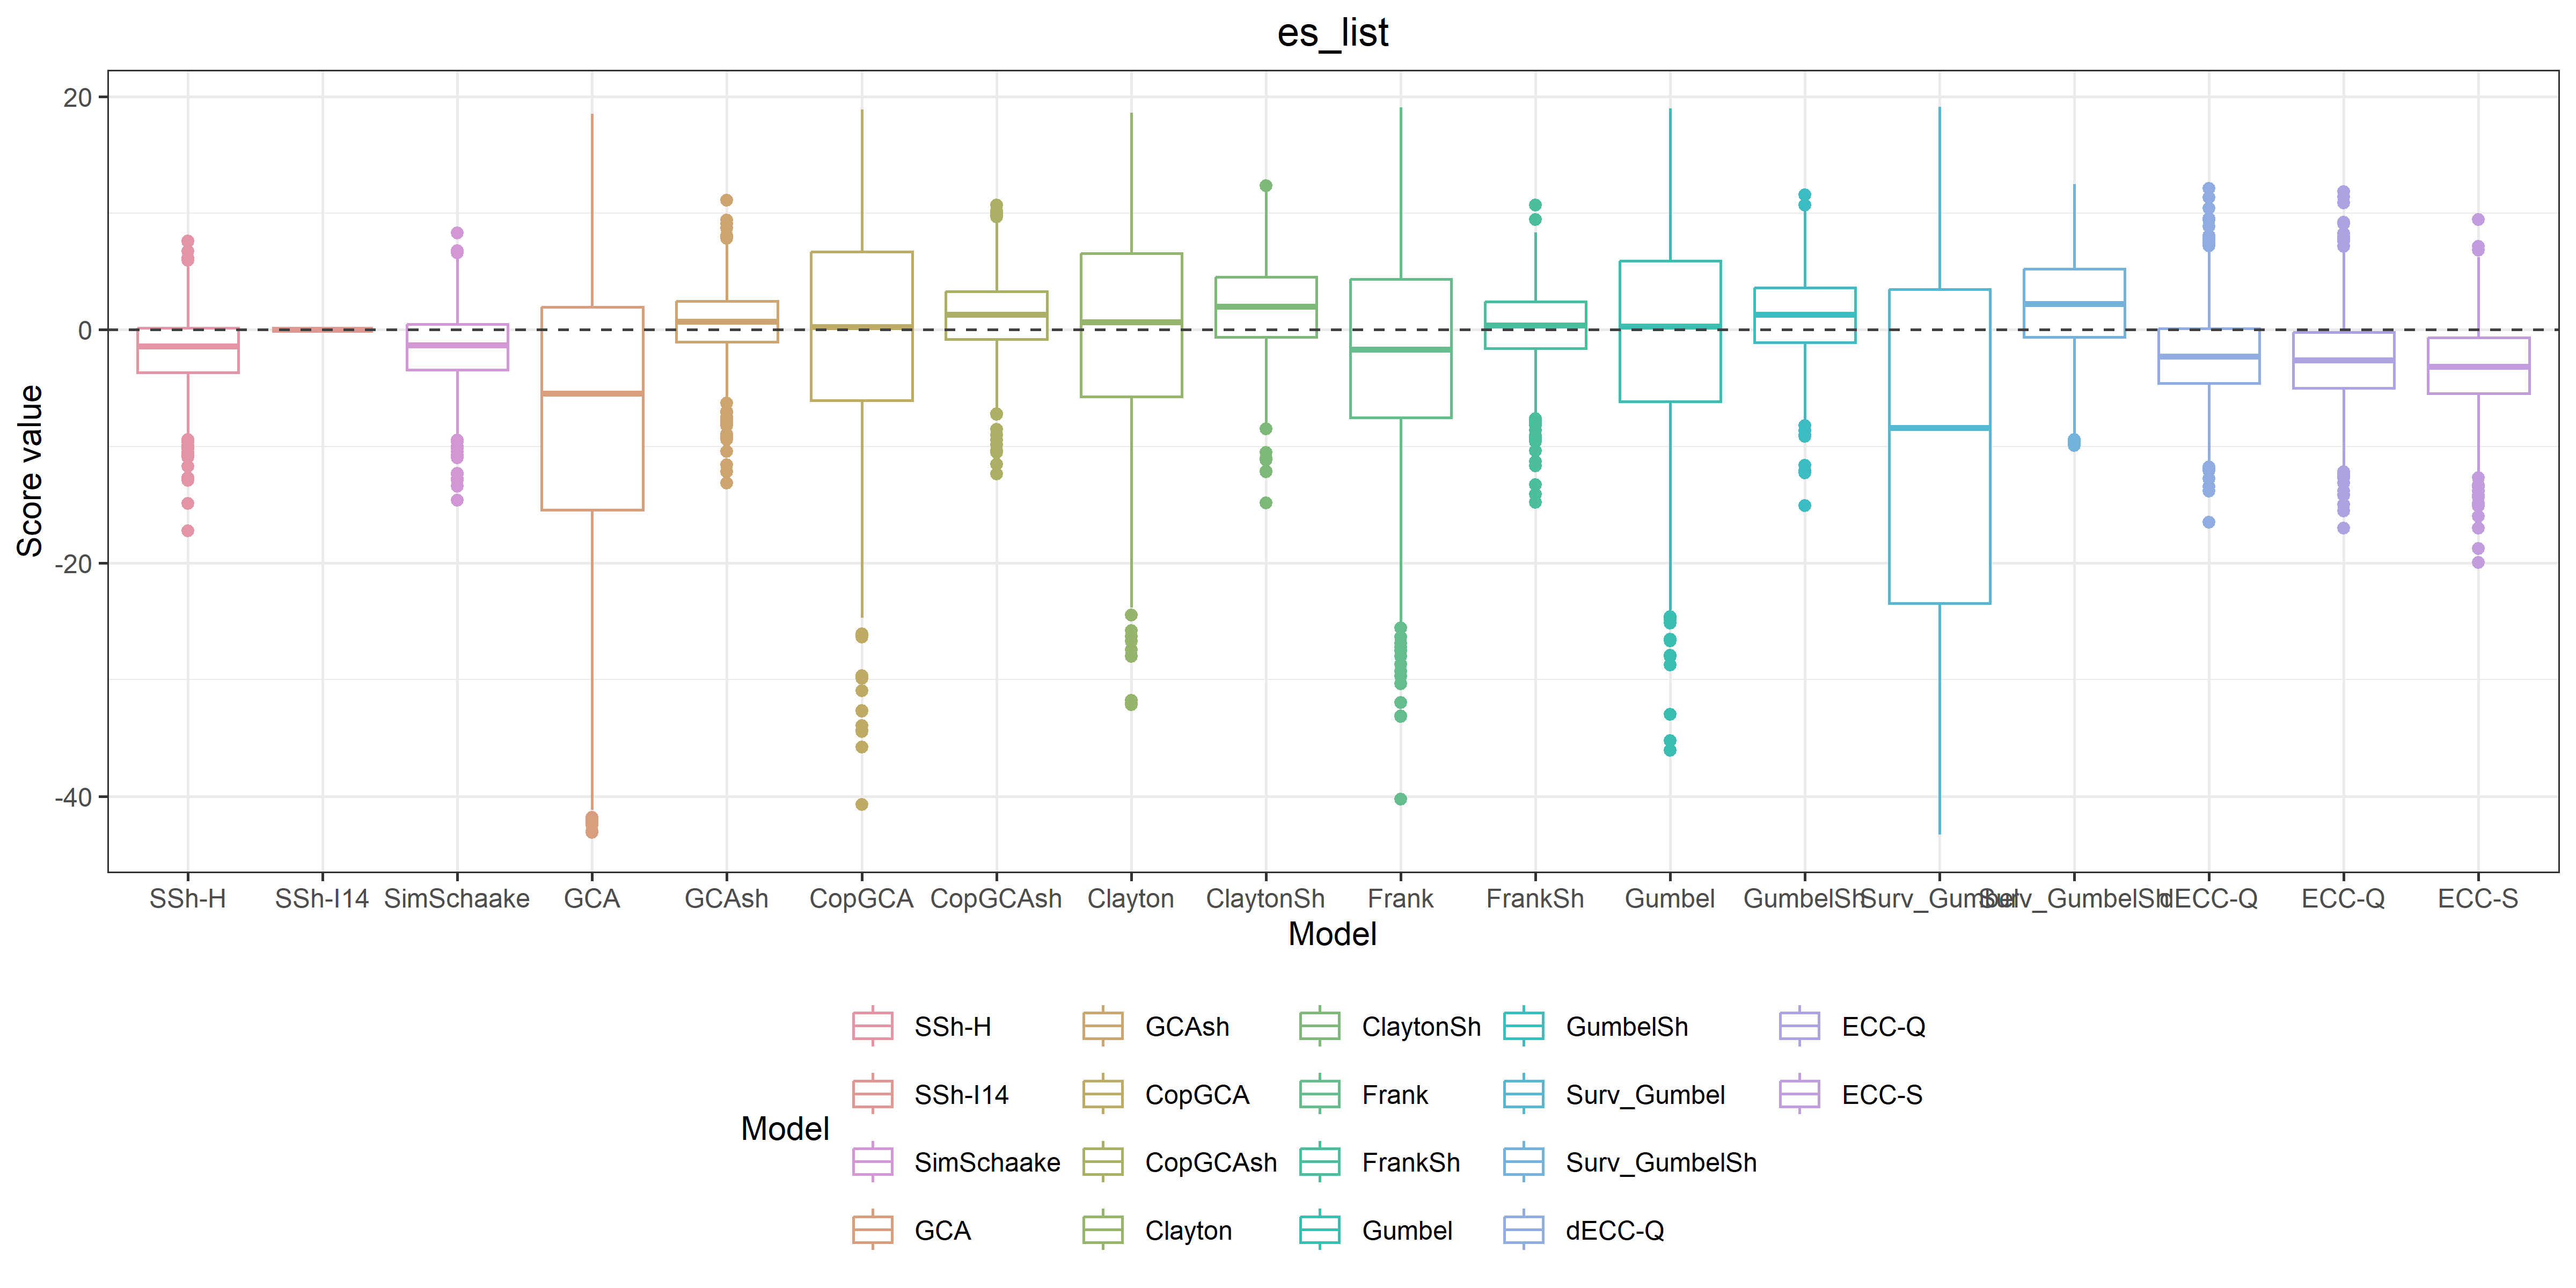 es_list
Score value
20
0
-20
-40
SSh-H SSh-I14 SimSchaake GCA GCAsh CopGCA CopGCAsh Clayton ClaytonSh Frank FrankSh Gumbel GumbelSh Surv_Gumbel Surv_GumbelSh dECC-Q ECC-Q ECC-S
Model
Model
SSh-H GCAsh ClaytonSh GumbelSh ECC-Q
SSh-I14 CopGCA Frank Surv_Gumbel ECC-S
SimSchaake CopGCAsh FrankSh Surv_GumbelSh
GCA Clayton Gumbel dECC-Q